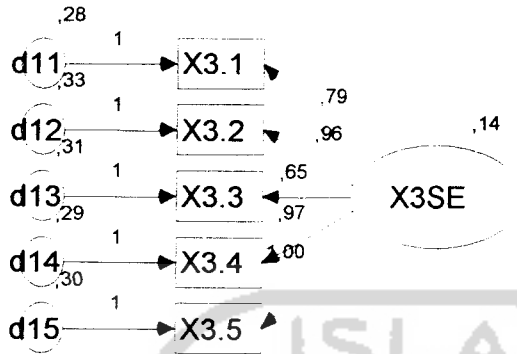 ,28
1
d11 X3.1
,33
,79
1
d12 X3.2
,96
,14
,31
1
,65
d13 X3.3
X3SE
,29
,97
1
d14 X3.4
1,00
,30
1
d15 X3.5
ISLA